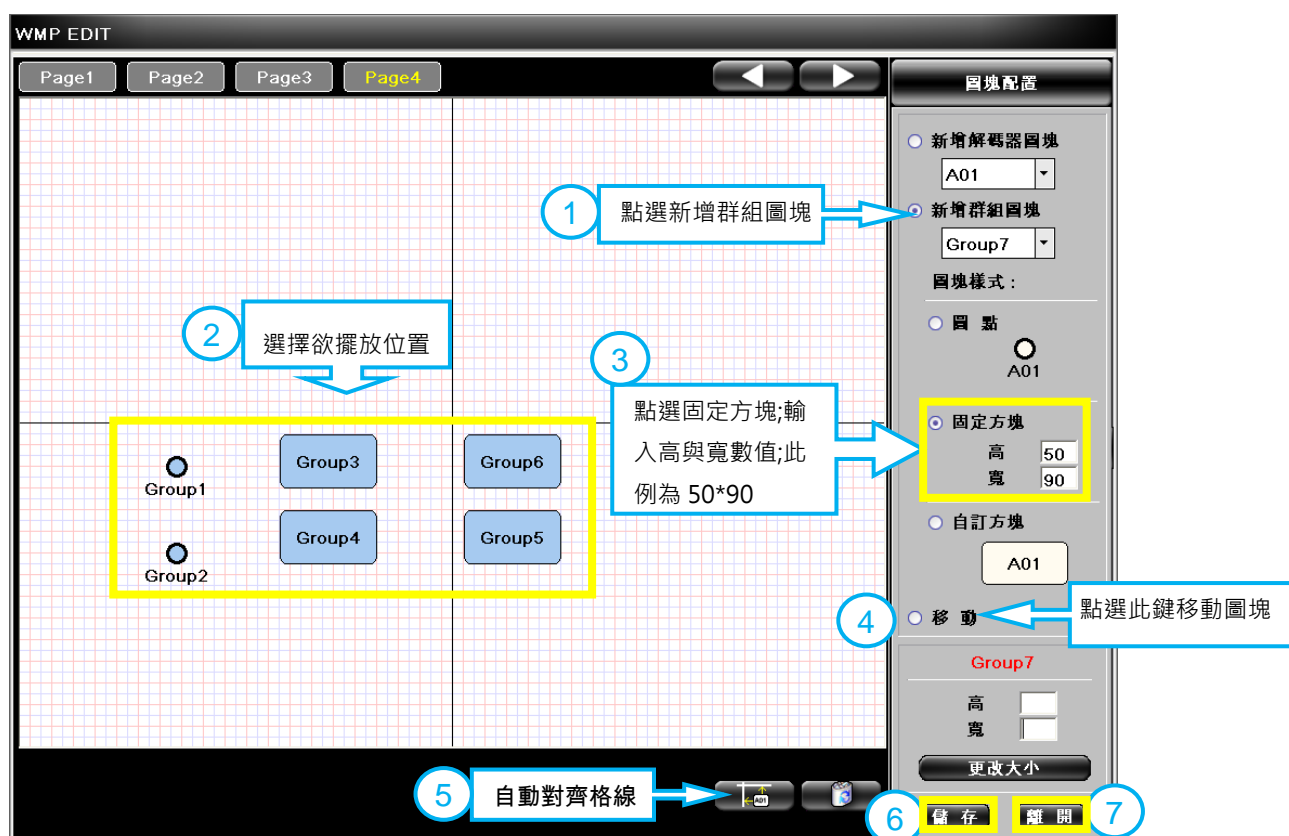 WMP EDIT
Page1 Page2 Page3 Page4
圖塊配置
新增解碼器圖塊
A01
1
點選新增群組圖塊
新增群組圖塊
Group7
圖塊樣式：
2
選擇欲擺放位置
圓 點
A01
3
點選固定方塊;輸
入高與寬數值;此
例為 50*90
固定方塊
高 50
寬 90
Group1
Group3
Group6
Group2
Group4
Group5
自訂方塊
A01
4
移 動
點選此鍵移動圖塊
Group7
高
寬
更改大小
5
自動對齊格線
A01
6
儲 存
離 開
7